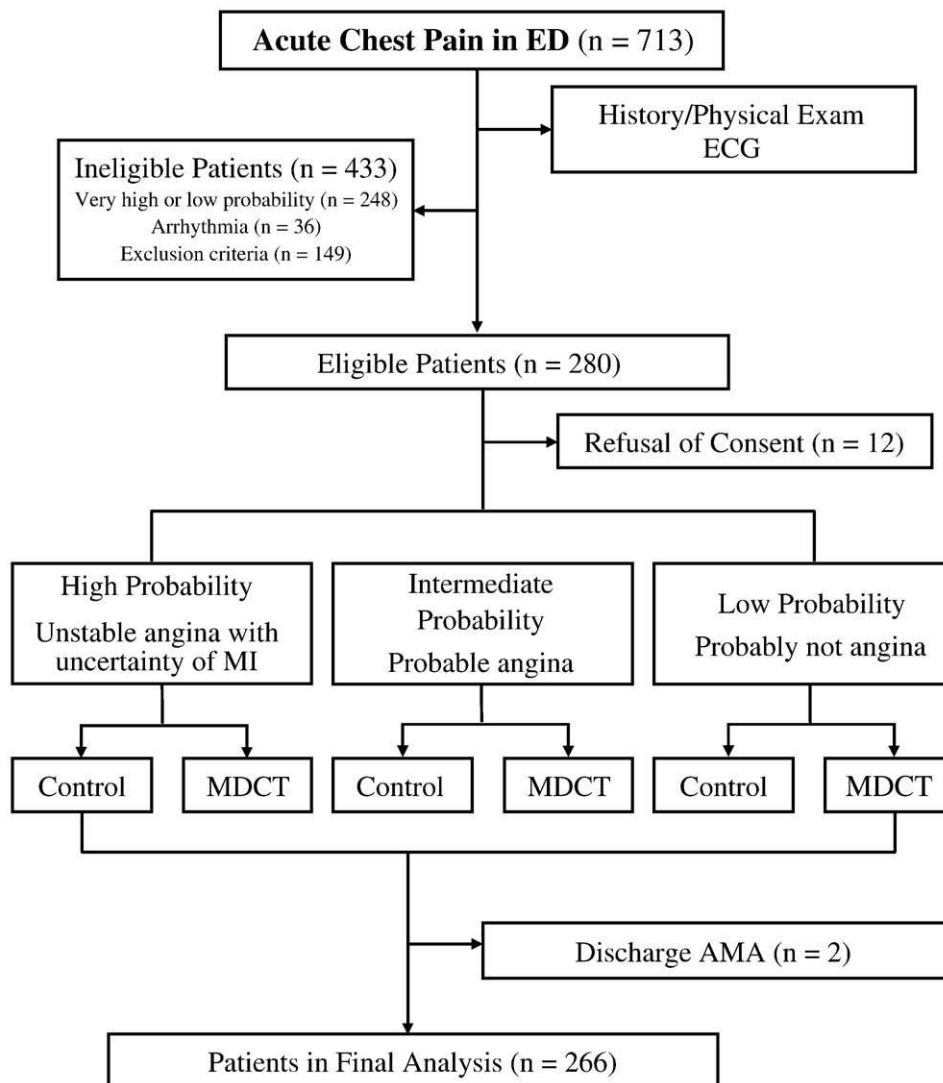 Acute Chest Pain in ED (n = 713)
History/Physical Exam
ECG
Ineligible Patients (n = 433)
Very high or low probability (n = 248)
Arrhythmia (n = 36)
Exclusion criteria (n = 149)
Eligible Patients (n = 280)
Refusal of Consent (n = 12)
High Probability
Unstable angina with
uncertainty of MI
Intermediate
Probability
Probable angina
Low Probability
Probably not angina
Control
MDCT
Control
MDCT
Control
MDCT
Discharge AMA (n = 2)
Patients in Final Analysis (n = 266)